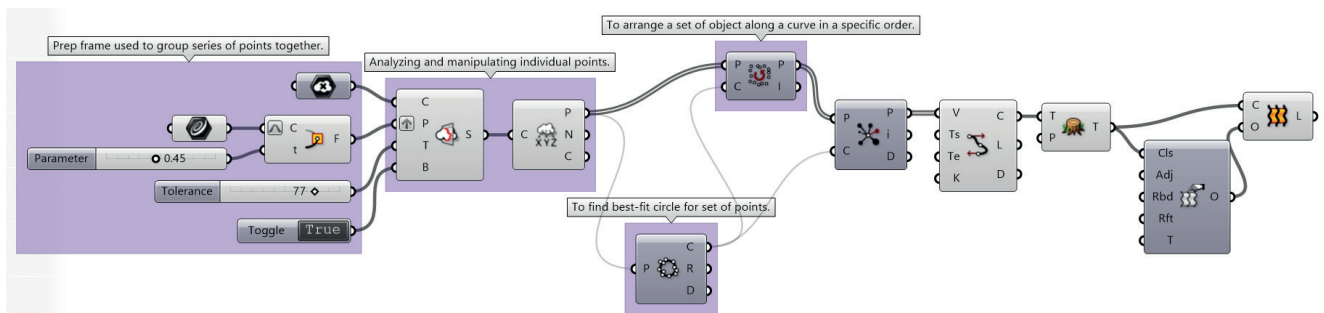 To arrange a set of object along a curve in a specific order.
Prep frame used to group series of points together.
Analyzing and manipulating individual points.
P P
C I
C
P
T
B
S
C
X Y Z
P
N
C
C
t
F
Parameter 0.45
Tolerance 77
Toggle True
To find best-fit circle for set of points.
P
C
R
D
P
C
P
i
D
V
Ts
Te
K
C
L
D
T
P
T
Cls
Adj
Rbd
Rft
T
O
C
O
L